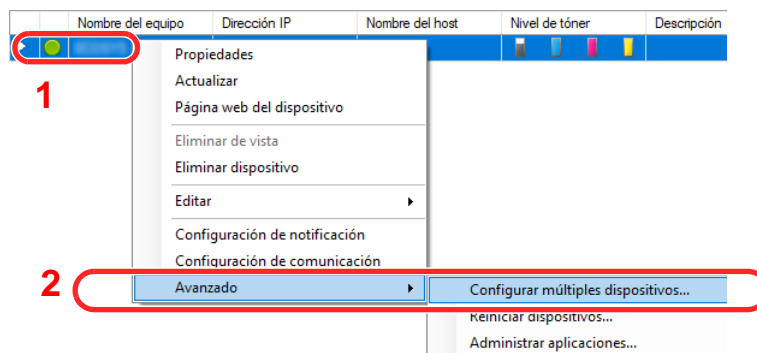 Nombre del equipo Dirección IP Nombre del host Nivel de tóner Descripción
1
Propiedades
Actualizar
Página web del dispositivo
Eliminar de vista
Eliminar dispositivo
Editar
Configuración de notificación
Configuración de comunicación
2
Avanzado
Configurar múltiples dispositivos...
Reiniciar dispositivos...
Administrar aplicaciones...